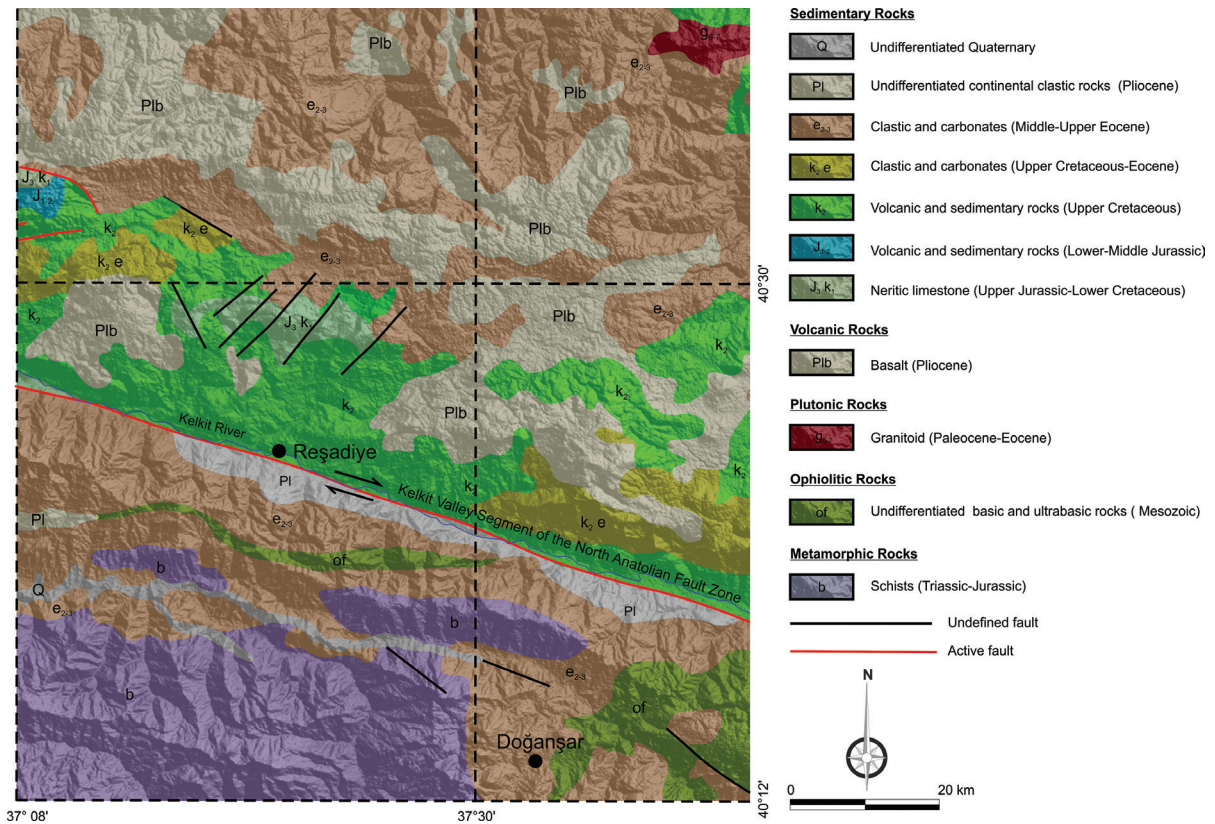 g6-7
Plb
e2-3
e2-3
Plb
Plb
J3 k1
J1-2
k2
k2 e
k2 e
e2-3
Plb
40°30'
k2
Plb
J3 k1
Plb
e2-3
k2
k2
Plb
k2
k2
Kelkit River
Reşadiye
Pl
k2
Kelkit Valley Segment of the North Anatolian Fault Zone
k2 e
Pl
e2-3
of
b
Q
e2-3
b
Pl
e2-3
b
of
Doğanşar
37° 08'
37°30'
40°12'
Sedimentary Rocks
Q Undifferentiated Quaternary
Pl Undifferentiated continental clastic rocks (Pliocene)
e2-3 Clastic and carbonates (Middle-Upper Eocene)
k2 e Clastic and carbonates (Upper Cretaceous-Eocene)
k2 Volcanic and sedimentary rocks (Upper Cretaceous)
J1-2 Volcanic and sedimentary rocks (Lower-Middle Jurassic)
J3 k1 Neritic limestone (Upper Jurassic-Lower Cretaceous)
Volcanic Rocks
Plb Basalt (Pliocene)
Plutonic Rocks
g6-7 Granitoid (Paleocene-Eocene)
Ophiolitic Rocks
of Undifferentiated basic and ultrabasic rocks ( Mesozoic)
Metamorphic Rocks
b Schists (Triassic-Jurassic)
Undefined fault
Active fault
N
0 20 km